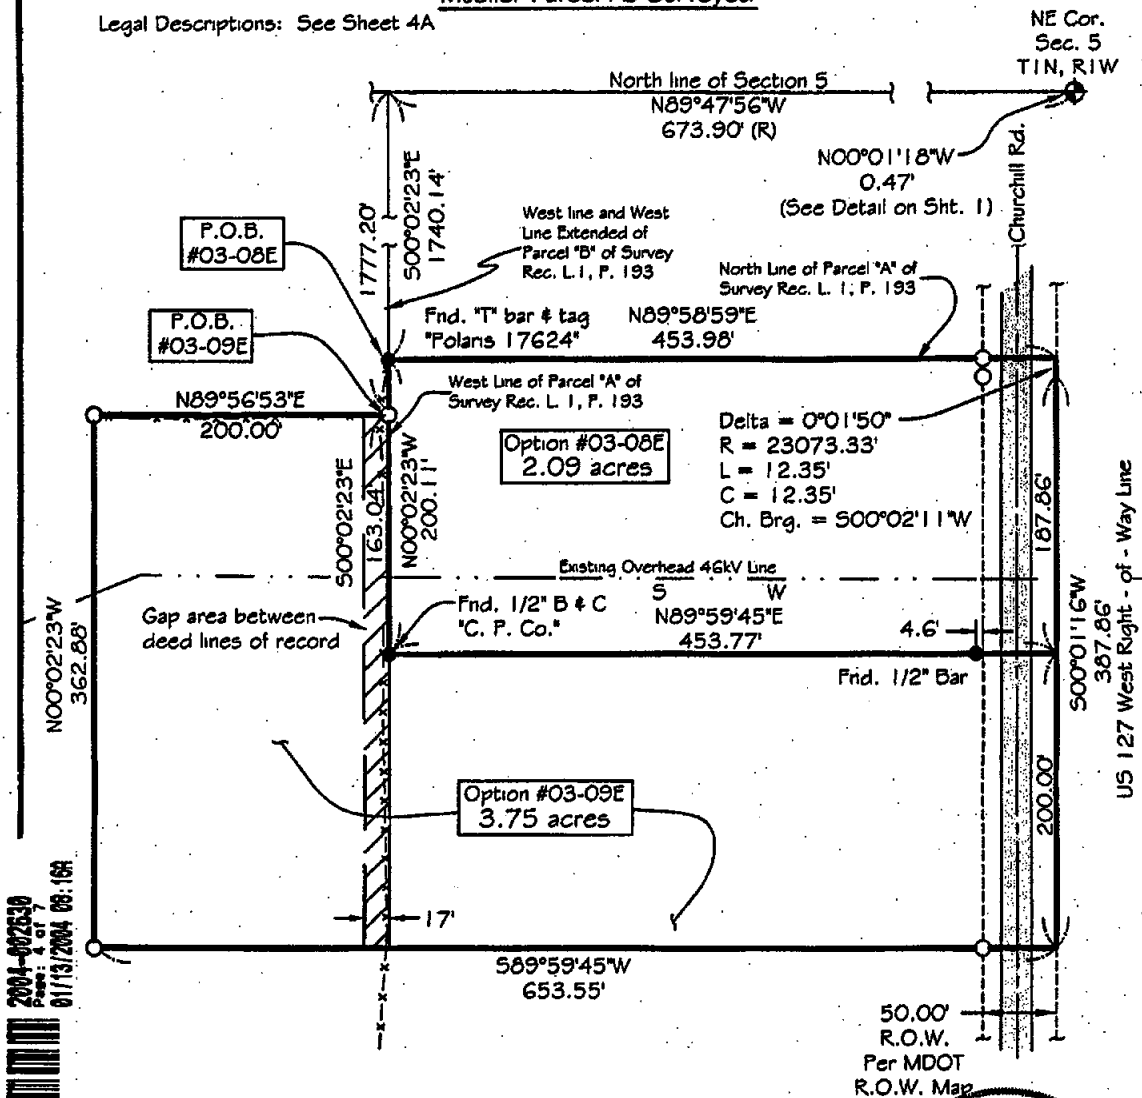 Legal Descriptions: See Sheet 4A
NE Cor.
Sec. 5
T1N, R1W
North line of Section 5
N89°47'56"W
673.90' (R)
N00°01'18"W
0.47'
(See Detail on Sht. 1)
Churchill Rd.
1777.20'
S00°02'23"E
1740.14'
P.O.B.
#03-08E
West line and West
Line Extended of
Parcel "B" of Survey
Rec. L.1, P. 193
North Line of Parcel "A" of
Survey Rec. L. 1, P. 193
P.O.B.
#03-09E
Fnd. "T" bar & tag
"Polaris 17624"
N89°58'59"E
453.98'
West Line of Parcel "A" of
Survey Rec. L. 1, P. 193
N89°56'53"E
200.00'
Option #03-08E
2.09 acres
Delta = 0°01'50"
R = 23073.33'
L = 12.35'
C = 12.35'
Ch. Brg. = S00°02'11"W
S00°02'23"E
163.04'
N00°02'23"W
200.11'
187.86'
Existing Overhead 46kV Line
S W
Gap area between
deed lines of record
Fnd. 1/2" B & C
"C. P. Co."
N89°59'45"E
453.77'
4.6'
Fnd. 1/2" Bar
N00°02'23"W
362.88'
S00°01'16"W
387.86'
US 127 West Right - of - Way Line
Option #03-09E
3.75 acres
200.00'
17'
S89°59'45"W
653.55'
50.00'
R.O.W.
Per MDOT
R.O.W. Map
2004-002630
Page: 4 of 7
01/13/2004 08:16A